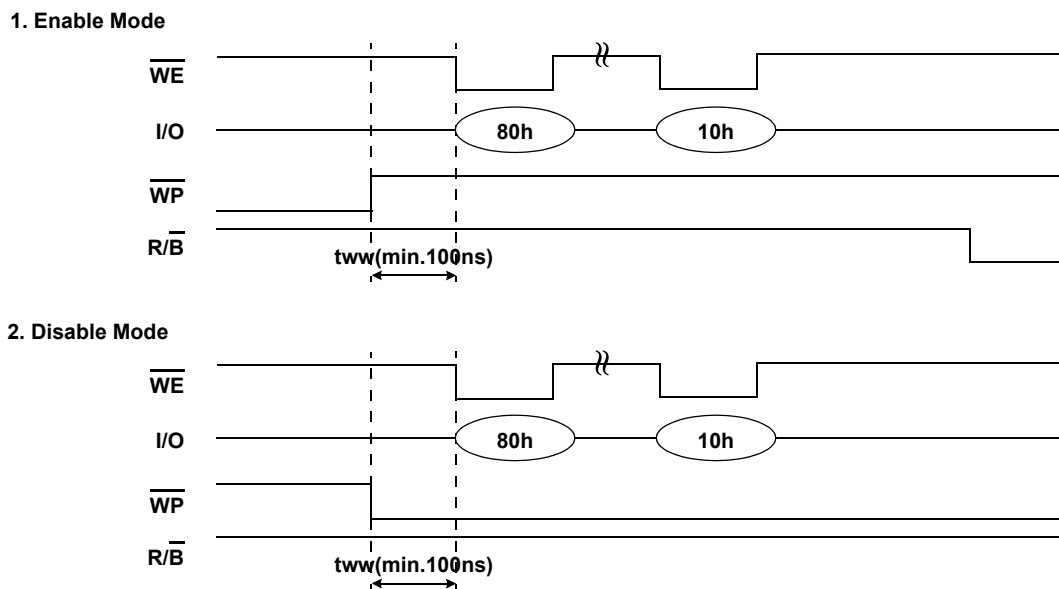 1. Enable Mode
WE
I/O
80h
10h
WP
R/B
tww(min.100ns)
2. Disable Mode
WE
I/O
80h
10h
WP
R/B
tww(min.100ns)